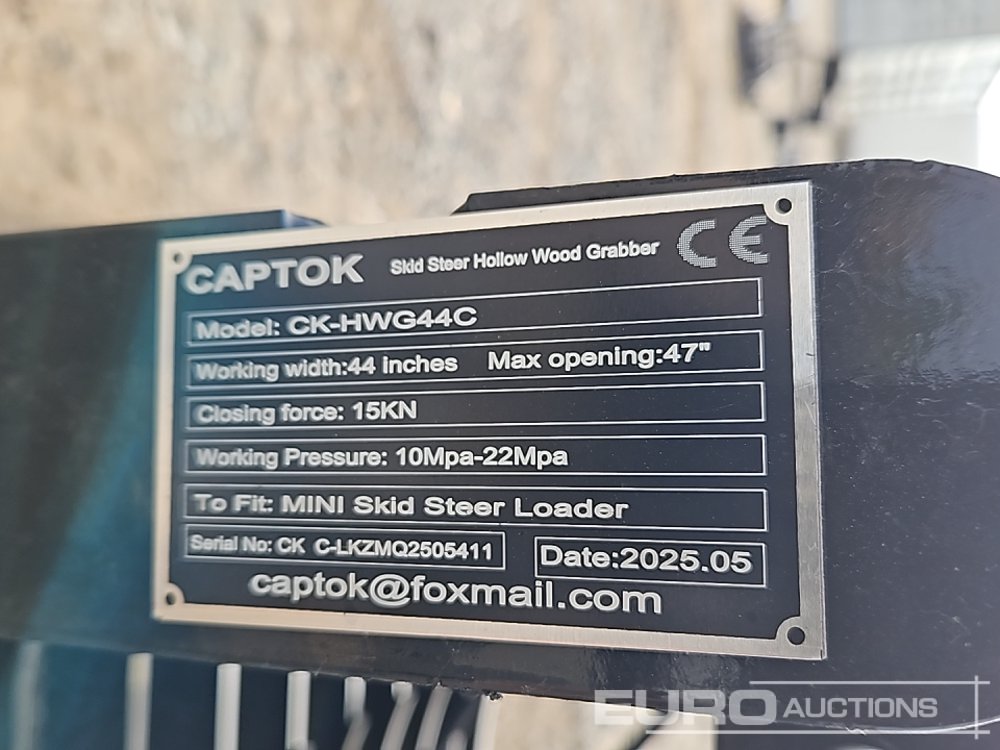 CAPTOK Skid Steer Hollow Wood Grabber CE
Model: CK-HWG44C
Working width:44 inches Max opening:47"
Closing force: 15KN
Working Pressure: 10Mpa-22Mpa
To Fit: MINI Skid Steer Loader
Serial No: CK C-LKZMQ2505411 Date:2025.05
captok@foxmail.com
EURO AUCTIONS